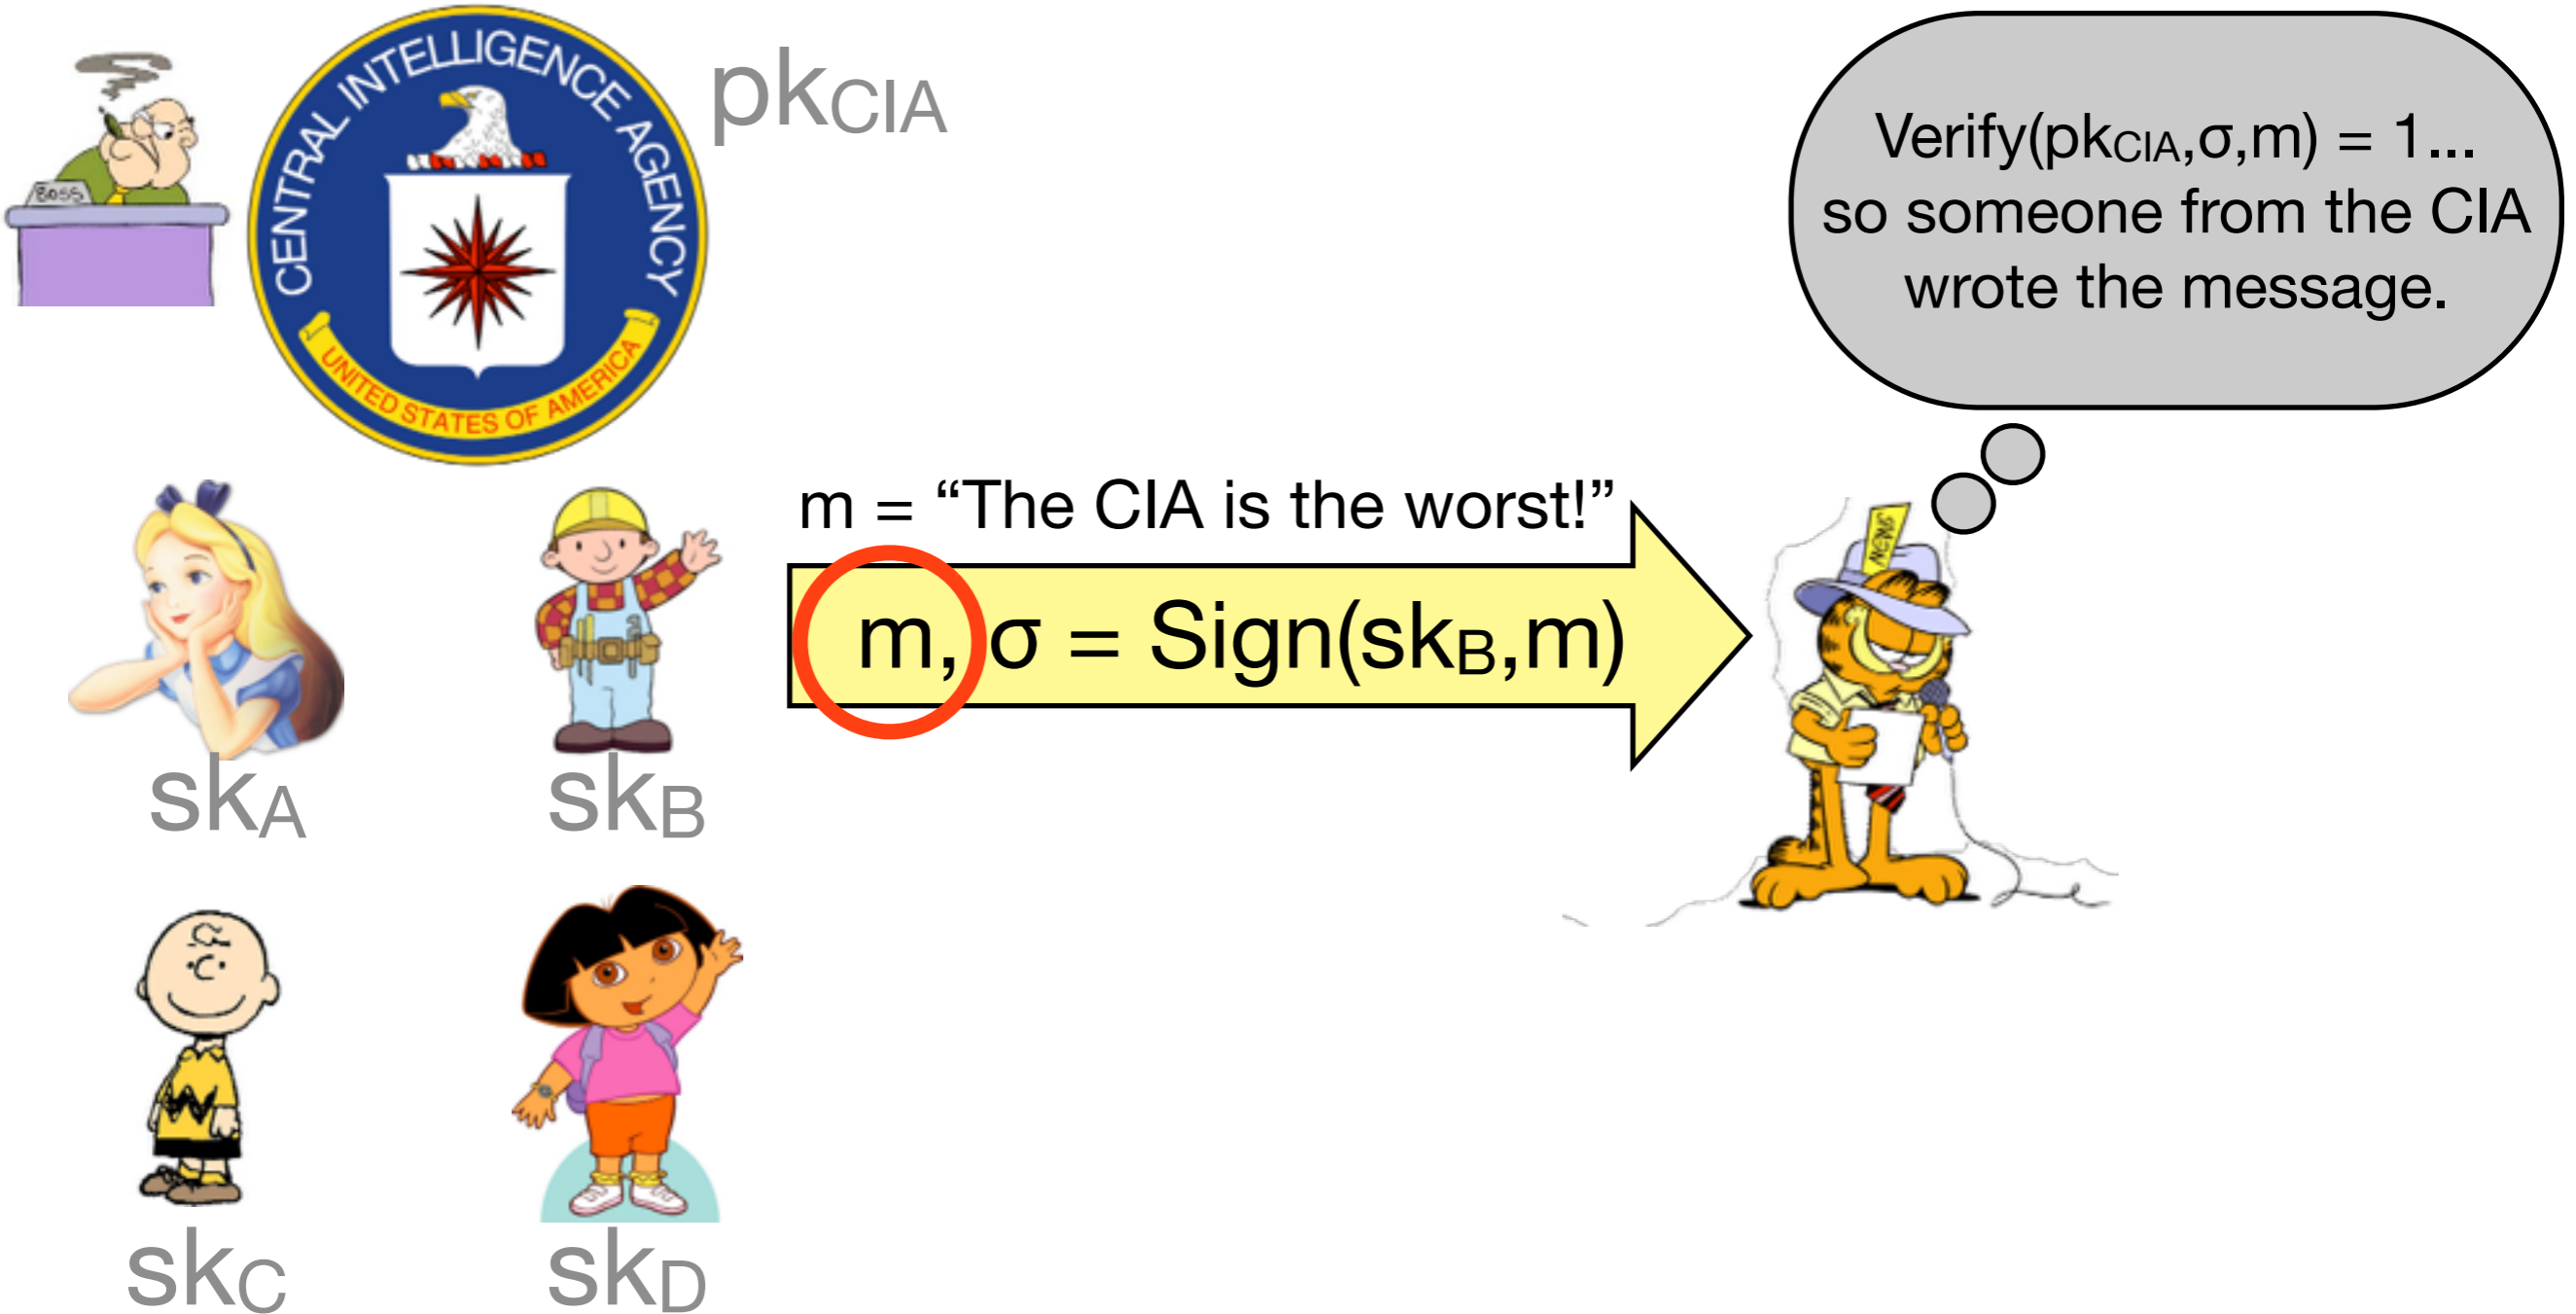 CENTRAL INTELLIGENCE AGENCY
UNITED STATES OF AMERICA
BOSS
pkCIA
Verify(pkCIA,σ,m) = 1...
so someone from the CIA
wrote the message.
m = “The CIA is the worst!”
m, σ = Sign(skB,m)
NEWS
skA
skB
skC
skD